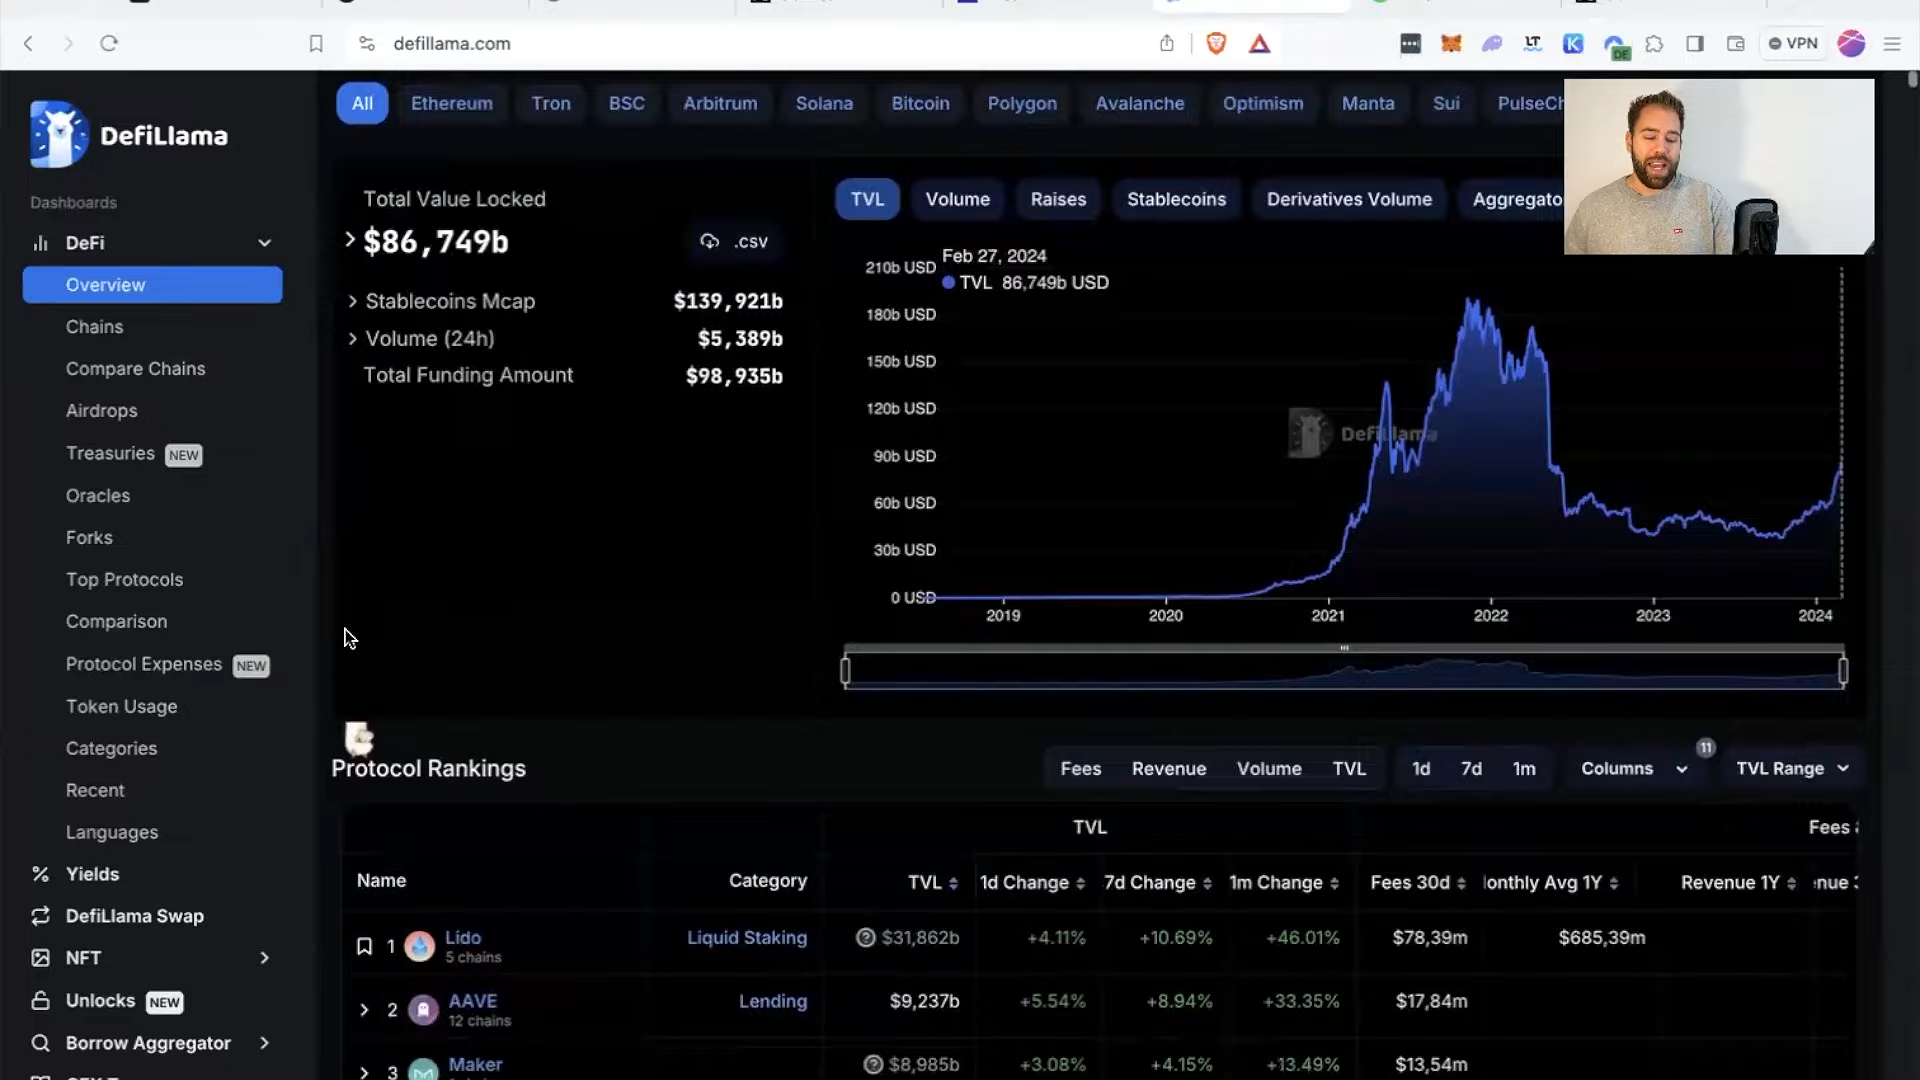 defillama.com
VPN
DE
DefiLlama
Dashboards
DeFi
Overview
Chains
Compare Chains
Airdrops
Treasuries NEW
Oracles
Forks
Top Protocols
Comparison
Protocol Expenses NEW
Token Usage
Categories
Recent
Languages
Yields
DefiLlama Swap
NFT
Unlocks NEW
Borrow Aggregator
All Ethereum Tron BSC Arbitrum Solana Bitcoin Polygon Avalanche Optimism Manta Sui PulseCh
Total Value Locked
$86,749b
.csv
Stablecoins Mcap $139,921b
Volume (24h) $5,389b
Total Funding Amount $98,935b
TVL Volume Raises Stablecoins Derivatives Volume Aggregato
Feb 27, 2024
TVL 86,749b USD
210b USD
180b USD
150b USD
120b USD
90b USD
60b USD
30b USD
0 USD
DefiLlama
2019 2020 2021 2022 2023 2024
Protocol Rankings
Fees Revenue Volume TVL
1d 7d 1m
Columns
11
TVL Range
TVL
Fees
Name Category TVL 1d Change 7d Change 1m Change Fees 30d onthly Avg 1Y Revenue 1Y nue
1 Lido Liquid Staking $31,862b +4.11% +10.69% +46.01% $78,39m $685,39m
5 chains
2 AAVE Lending $9,237b +5.54% +8.94% +33.35% $17,84m
12 chains
3 Maker $8,985b +3.08% +4.15% +13.49% $13,54m